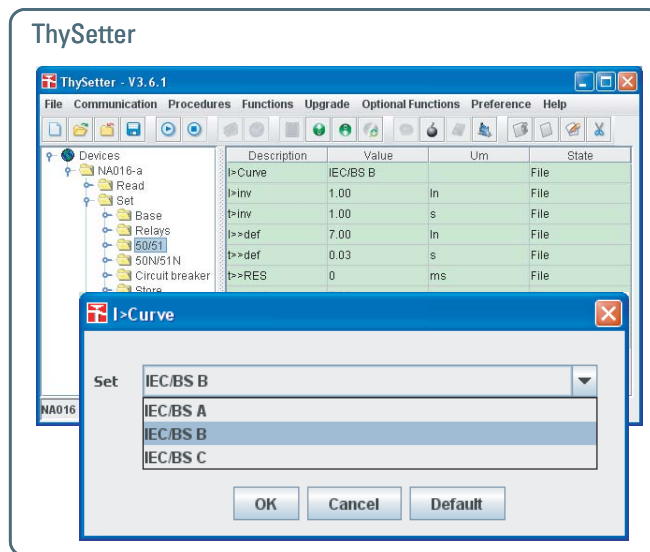 ThySetter
ThySetter - V3.6.1
File Communication Procedures Functions Upgrade Optional Functions Preference Help
Devices
NA016-a
Read
Set
Base
Relays
50/51
50N/51N
Circuit breaker
Store
Description Value Um State
I>Curve IEC/BS B File
I>inv 1.00 In File
t>inv 1.00 s File
I>>def 7.00 In File
t>>def 0.03 s File
t>>RES 0 ms File
I>Curve
Set IEC/BS B
IEC/BS A
IEC/BS B
IEC/BS C
OK Cancel Default
NA016